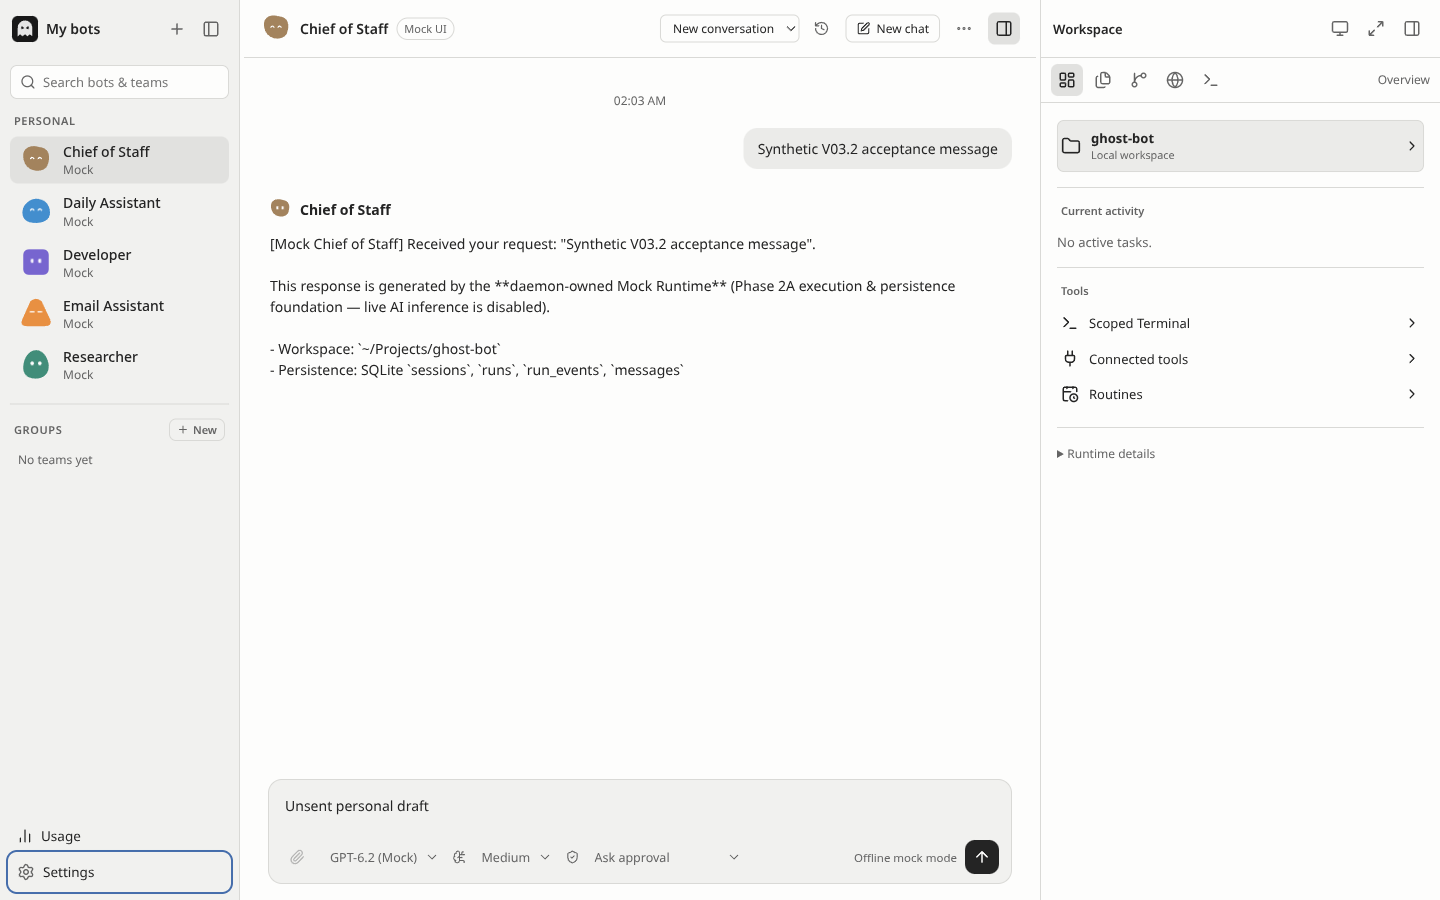 My bots
Search bots & teams
PERSONAL
Chief of Staff
Mock
Daily Assistant
Mock
Developer
Mock
Email Assistant
Mock
Researcher
Mock
GROUPS
New
No teams yet
Usage
Settings
Chief of Staff
Mock UI
New conversation
New chat
02:03 AM
Synthetic V03.2 acceptance message
Chief of Staff
[Mock Chief of Staff] Received your request: "Synthetic V03.2 acceptance message".
This response is generated by the **daemon-owned Mock Runtime** (Phase 2A execution & persistence
foundation — live AI inference is disabled).
- Workspace: `~/Projects/ghost-bot`
- Persistence: SQLite `sessions`, `runs`, `run_events`, `messages`
Unsent personal draft
GPT-6.2 (Mock)
Medium
Ask approval
Offline mock mode
Workspace
Overview
ghost-bot
Local workspace
Current activity
No active tasks.
Tools
Scoped Terminal
Connected tools
Routines
Runtime details